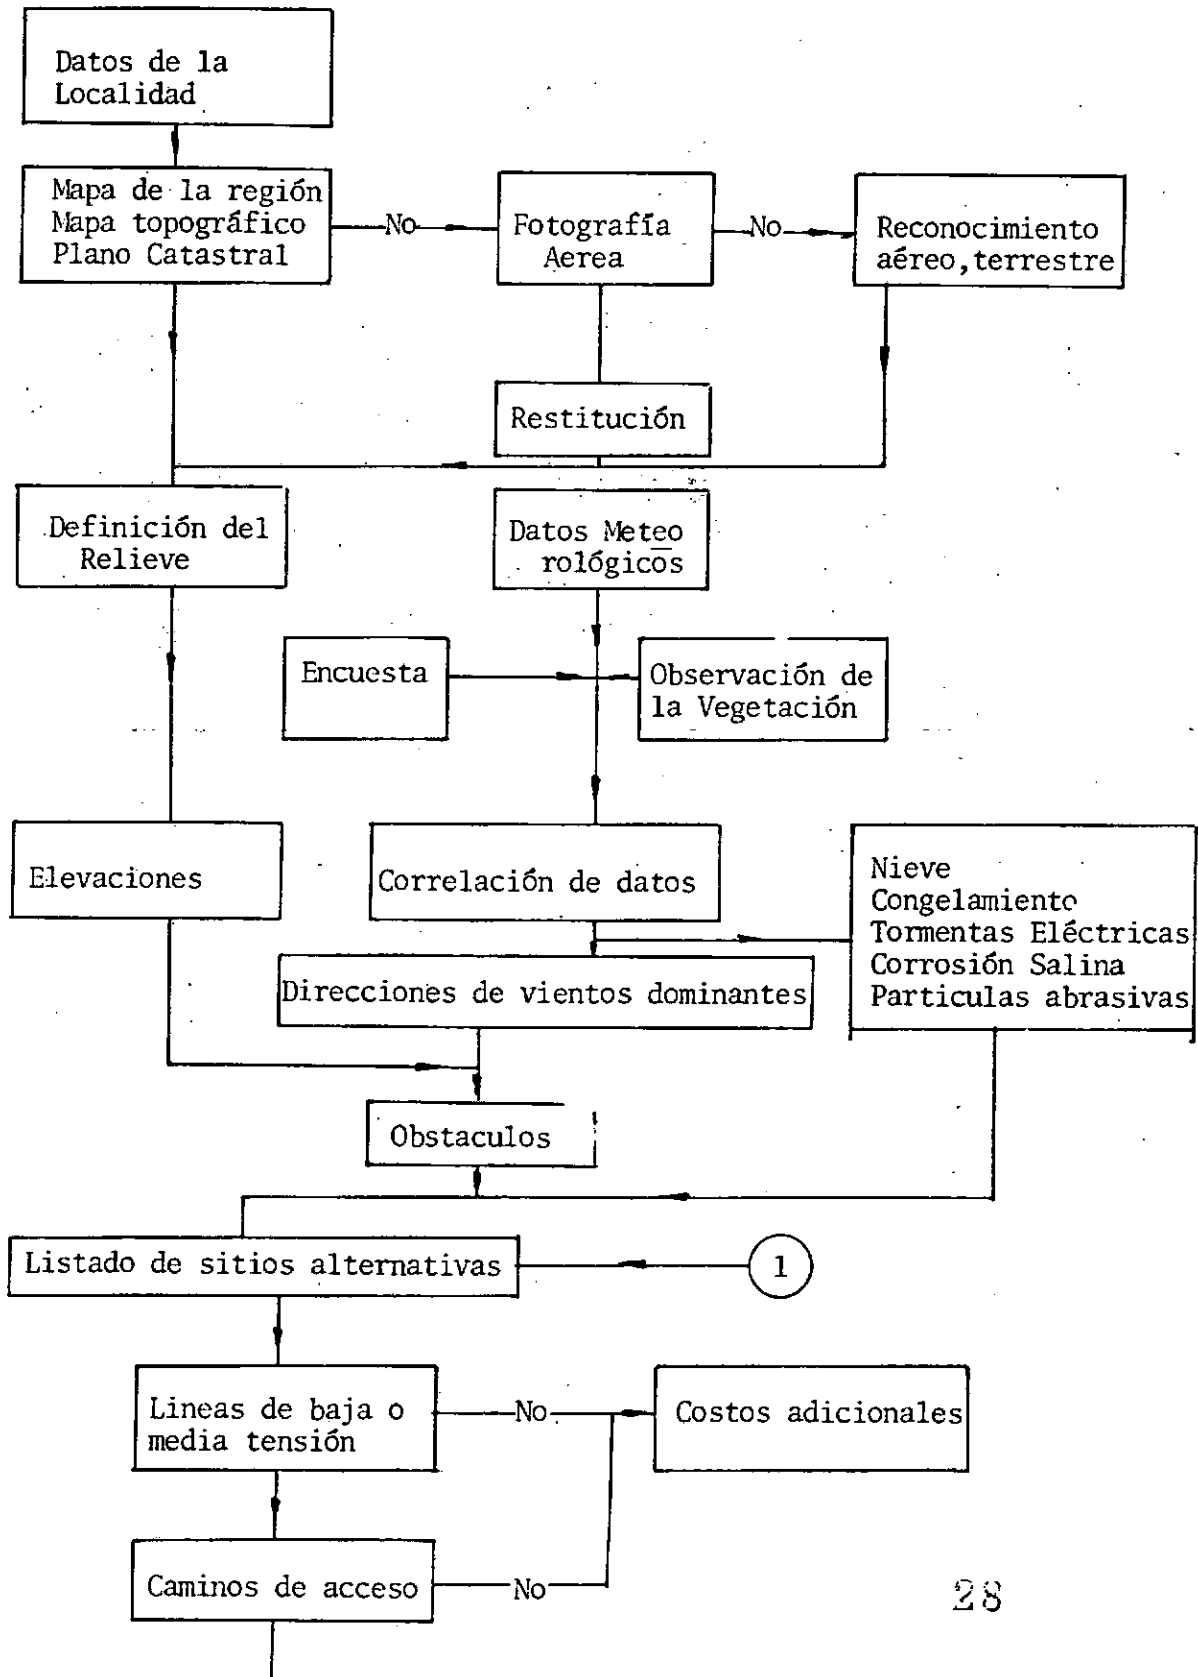 Datos de la
Localidad
Mapa de la región
Mapa topográfico
Plano Catastral
No
Fotografía
Aerea
No
Reconocimiento
aéreo,terrestre
Restitución
Definición del
Relieve
Datos Meteo
rológicos
Encuesta
Observación de
la Vegetación
Elevaciones
Correlación de datos
Nieve
Congelamiento
Tormentas Eléctricas
Corrosión Salina
Particulas abrasivas
Direcciones de vientos dominantes
Obstaculos
Listado de sitios alternativas
1
Lineas de baja o
media tensión
No
Costos adicionales
Caminos de acceso
No
28